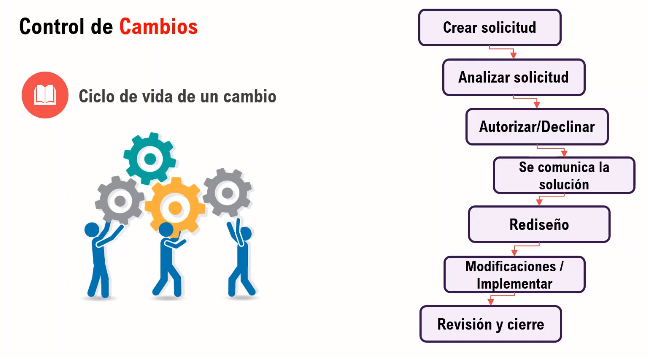 Control de Cambios
Ciclo de vida de un cambio
Crear solicitud
Analizar solicitud
Autorizar/Declinar
Se comunica la
solución
Rediseño
Modificaciones /
Implementar
Revisión y cierre